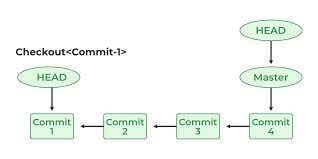 HEAD
Checkout<Commit-1>
HEAD
Master
Commit
1
Commit
2
Commit
3
Commit
4